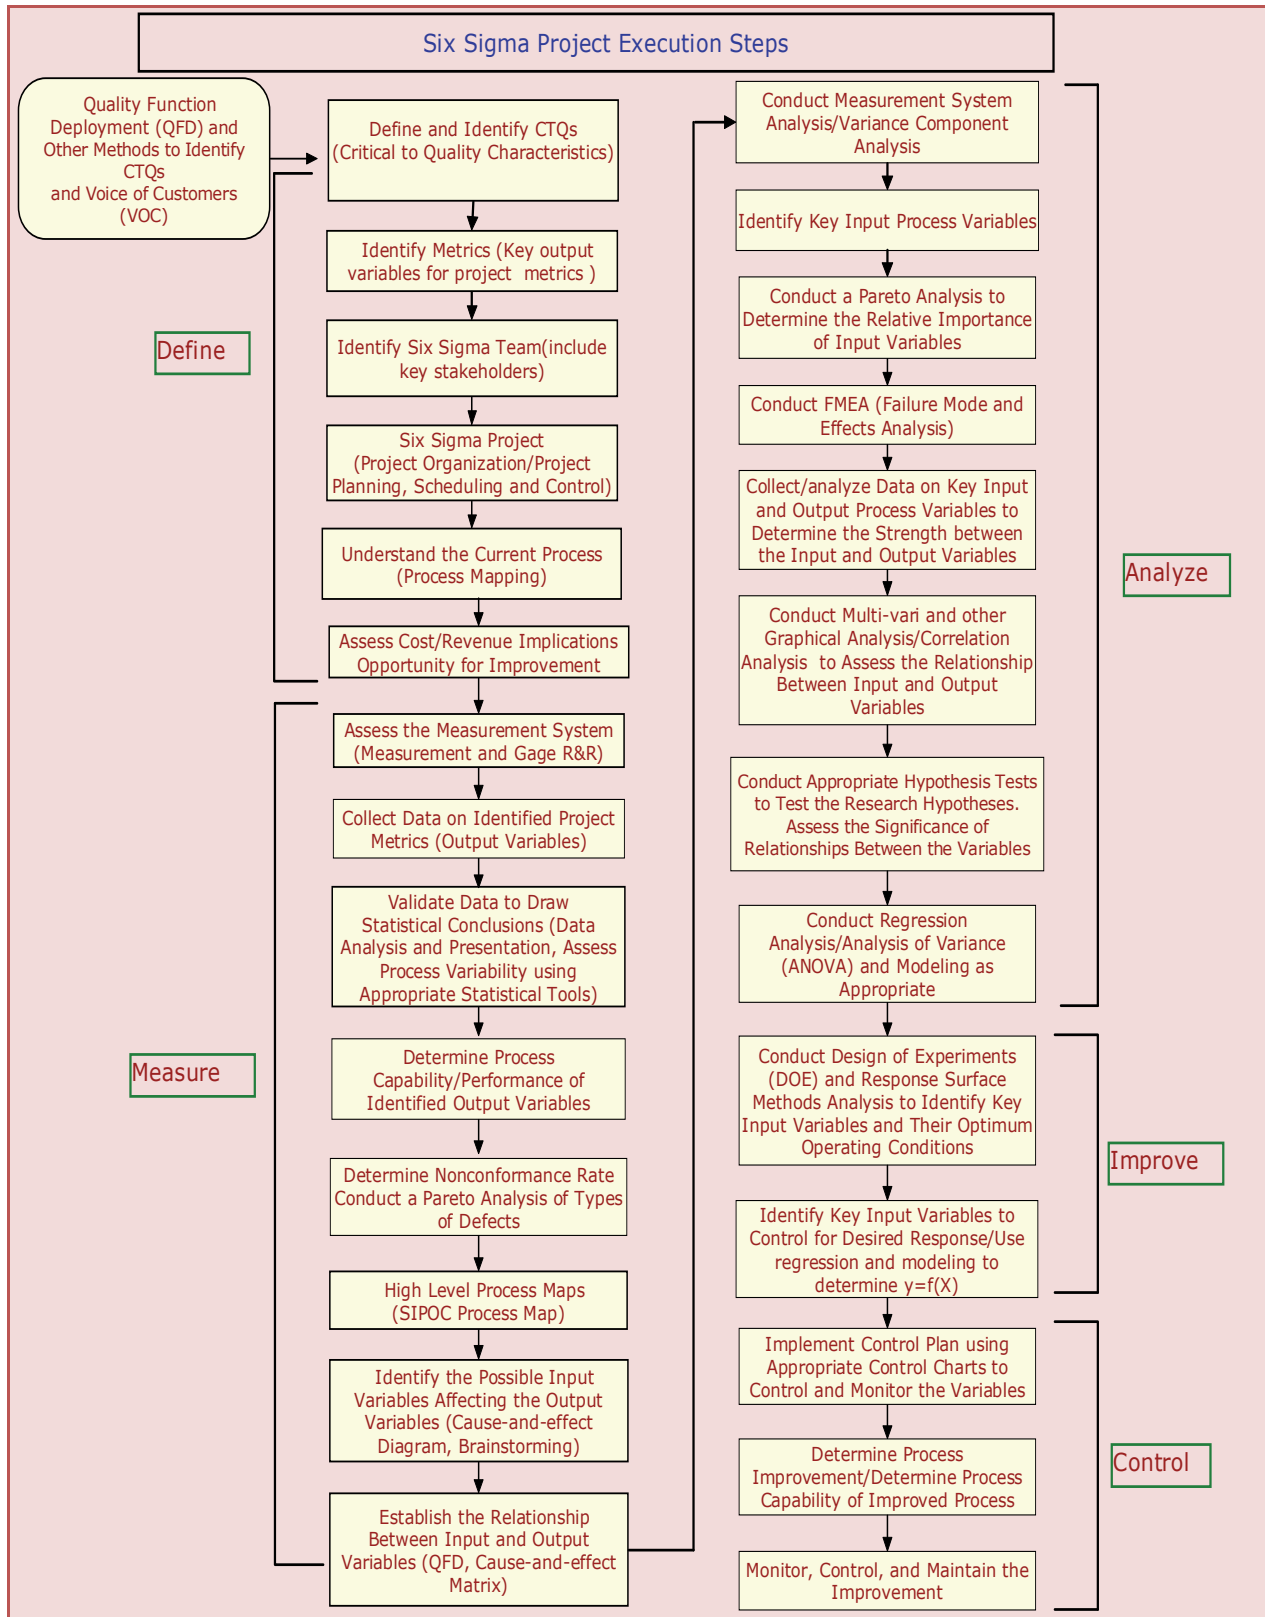 Six Sigma Project Execution Steps
Quality Function
Deployment (QFD) and
Other Methods to Identify
CTQs
and Voice of Customers
(VOC)
Define and Identify CTQs
(Critical to Quality Characteristics)
Identify Metrics (Key output
variables for project metrics )
Identify Six Sigma Team(include
key stakeholders)
Six Sigma Project
(Project Organization/Project
Planning, Scheduling and Control)
Understand the Current Process
(Process Mapping)
Assess Cost/Revenue Implications
Opportunity for Improvement
Define
Assess the Measurement System
(Measurement and Gage R&R)
Collect Data on Identified Project
Metrics (Output Variables)
Validate Data to Draw
Statistical Conclusions (Data
Analysis and Presentation, Assess
Process Variability using
Appropriate Statistical Tools)
Determine Process
Capability/Performance of
Identified Output Variables
Determine Nonconformance Rate
Conduct a Pareto Analysis of Types
of Defects
High Level Process Maps
(SIPOC Process Map)
Identify the Possible Input
Variables Affecting the Output
Variables (Cause-and-effect
Diagram, Brainstorming)
Establish the Relationship
Between Input and Output
Variables (QFD, Cause-and-effect
Matrix)
Measure
Conduct Measurement System
Analysis/Variance Component
Analysis
Identify Key Input Process Variables
Conduct a Pareto Analysis to
Determine the Relative Importance
of Input Variables
Conduct FMEA (Failure Mode and
Effects Analysis)
Collect/analyze Data on Key Input
and Output Process Variables to
Determine the Strength between
the Input and Output Variables
Conduct Multi-vari and other
Graphical Analysis/Correlation
Analysis to Assess the Relationship
Between Input and Output
Variables
Conduct Appropriate Hypothesis Tests
to Test the Research Hypotheses.
Assess the Significance of
Relationships Between the Variables
Conduct Regression
Analysis/Analysis of Variance
(ANOVA) and Modeling as
Appropriate
Analyze
Conduct Design of Experiments
(DOE) and Response Surface
Methods Analysis to Identify Key
Input Variables and Their Optimum
Operating Conditions
Identify Key Input Variables to
Control for Desired Response/Use
regression and modeling to
determine y=f(X)
Improve
Implement Control Plan using
Appropriate Control Charts to
Control and Monitor the Variables
Determine Process
Improvement/Determine Process
Capability of Improved Process
Monitor, Control, and Maintain the
Improvement
Control